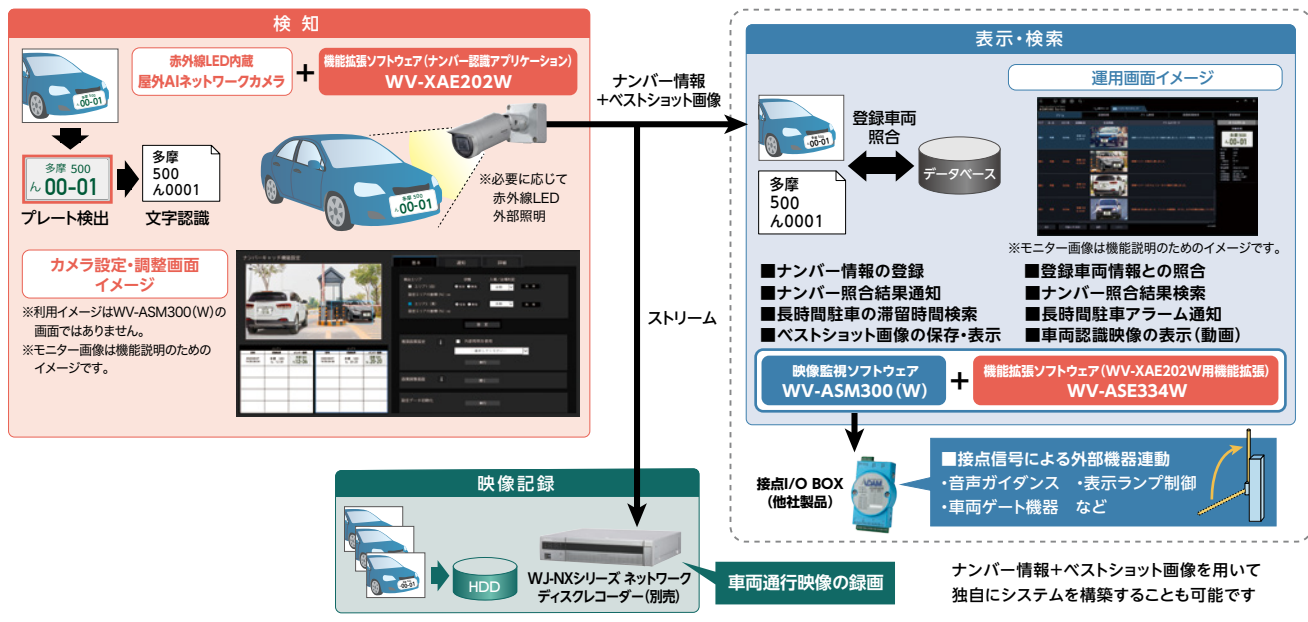 検 知
赤外線LED内蔵
屋外AIネットワークカメラ
+
機能拡張ソフトウェア(ナンバー認識アプリケーション)
WV-XAE202W
多摩 500
ん 00-01
プレート検出
多摩
500
ん0001
文字認識
多摩 500
ん00-01
※必要に応じて
赤外線LED
外部照明
カメラ設定・調整画面
イメージ
※利用イメージはWV-ASM300(W)の
画面ではありません。
※モニター画像は機能説明のための
イメージです。
ナンバーキャッチ機能設定
ナンバー情報
+ベストショット画像
ストリーム
表示・検索
運用画面イメージ
登録車両
照合
データベース
多摩
500
ん0001
※モニター画像は機能説明のためのイメージです。
■ナンバー情報の登録
■ナンバー照合結果通知
■長時間駐車の滞留時間検索
■ベストショット画像の保存・表示
■登録車両情報との照合
■ナンバー照合結果検索
■長時間駐車アラーム通知
■車両認識映像の表示(動画)
映像監視ソフトウェア
WV-ASM300(W)
+
機能拡張ソフトウェア(WV-XAE202W用機能拡張)
WV-ASE334W
接点I/O BOX
(他社製品)
ADAM
■接点信号による外部機器連動
・音声ガイダンス ・表示ランプ制御
・車両ゲート機器 など
映像記録
HDD
WJ-NXシリーズ ネットワーク
ディスクレコーダー(別売)
車両通行映像の録画
ナンバー情報+ベストショット画像を用いて
独自にシステムを構築することも可能です